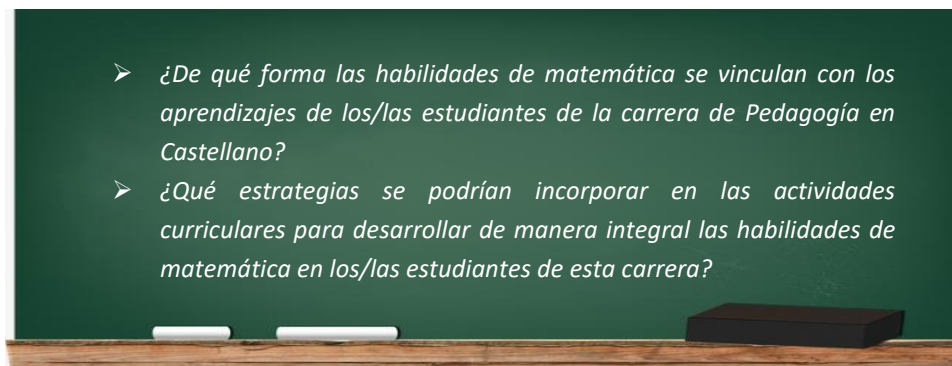 ➢ ¿De qué forma las habilidades de matemática se vinculan con los
aprendizajes de los/las estudiantes de la carrera de Pedagogía en
Castellano?
➢ ¿Qué estrategias se podrían incorporar en las actividades
curriculares para desarrollar de manera integral las habilidades de
matemática en los/las estudiantes de esta carrera?